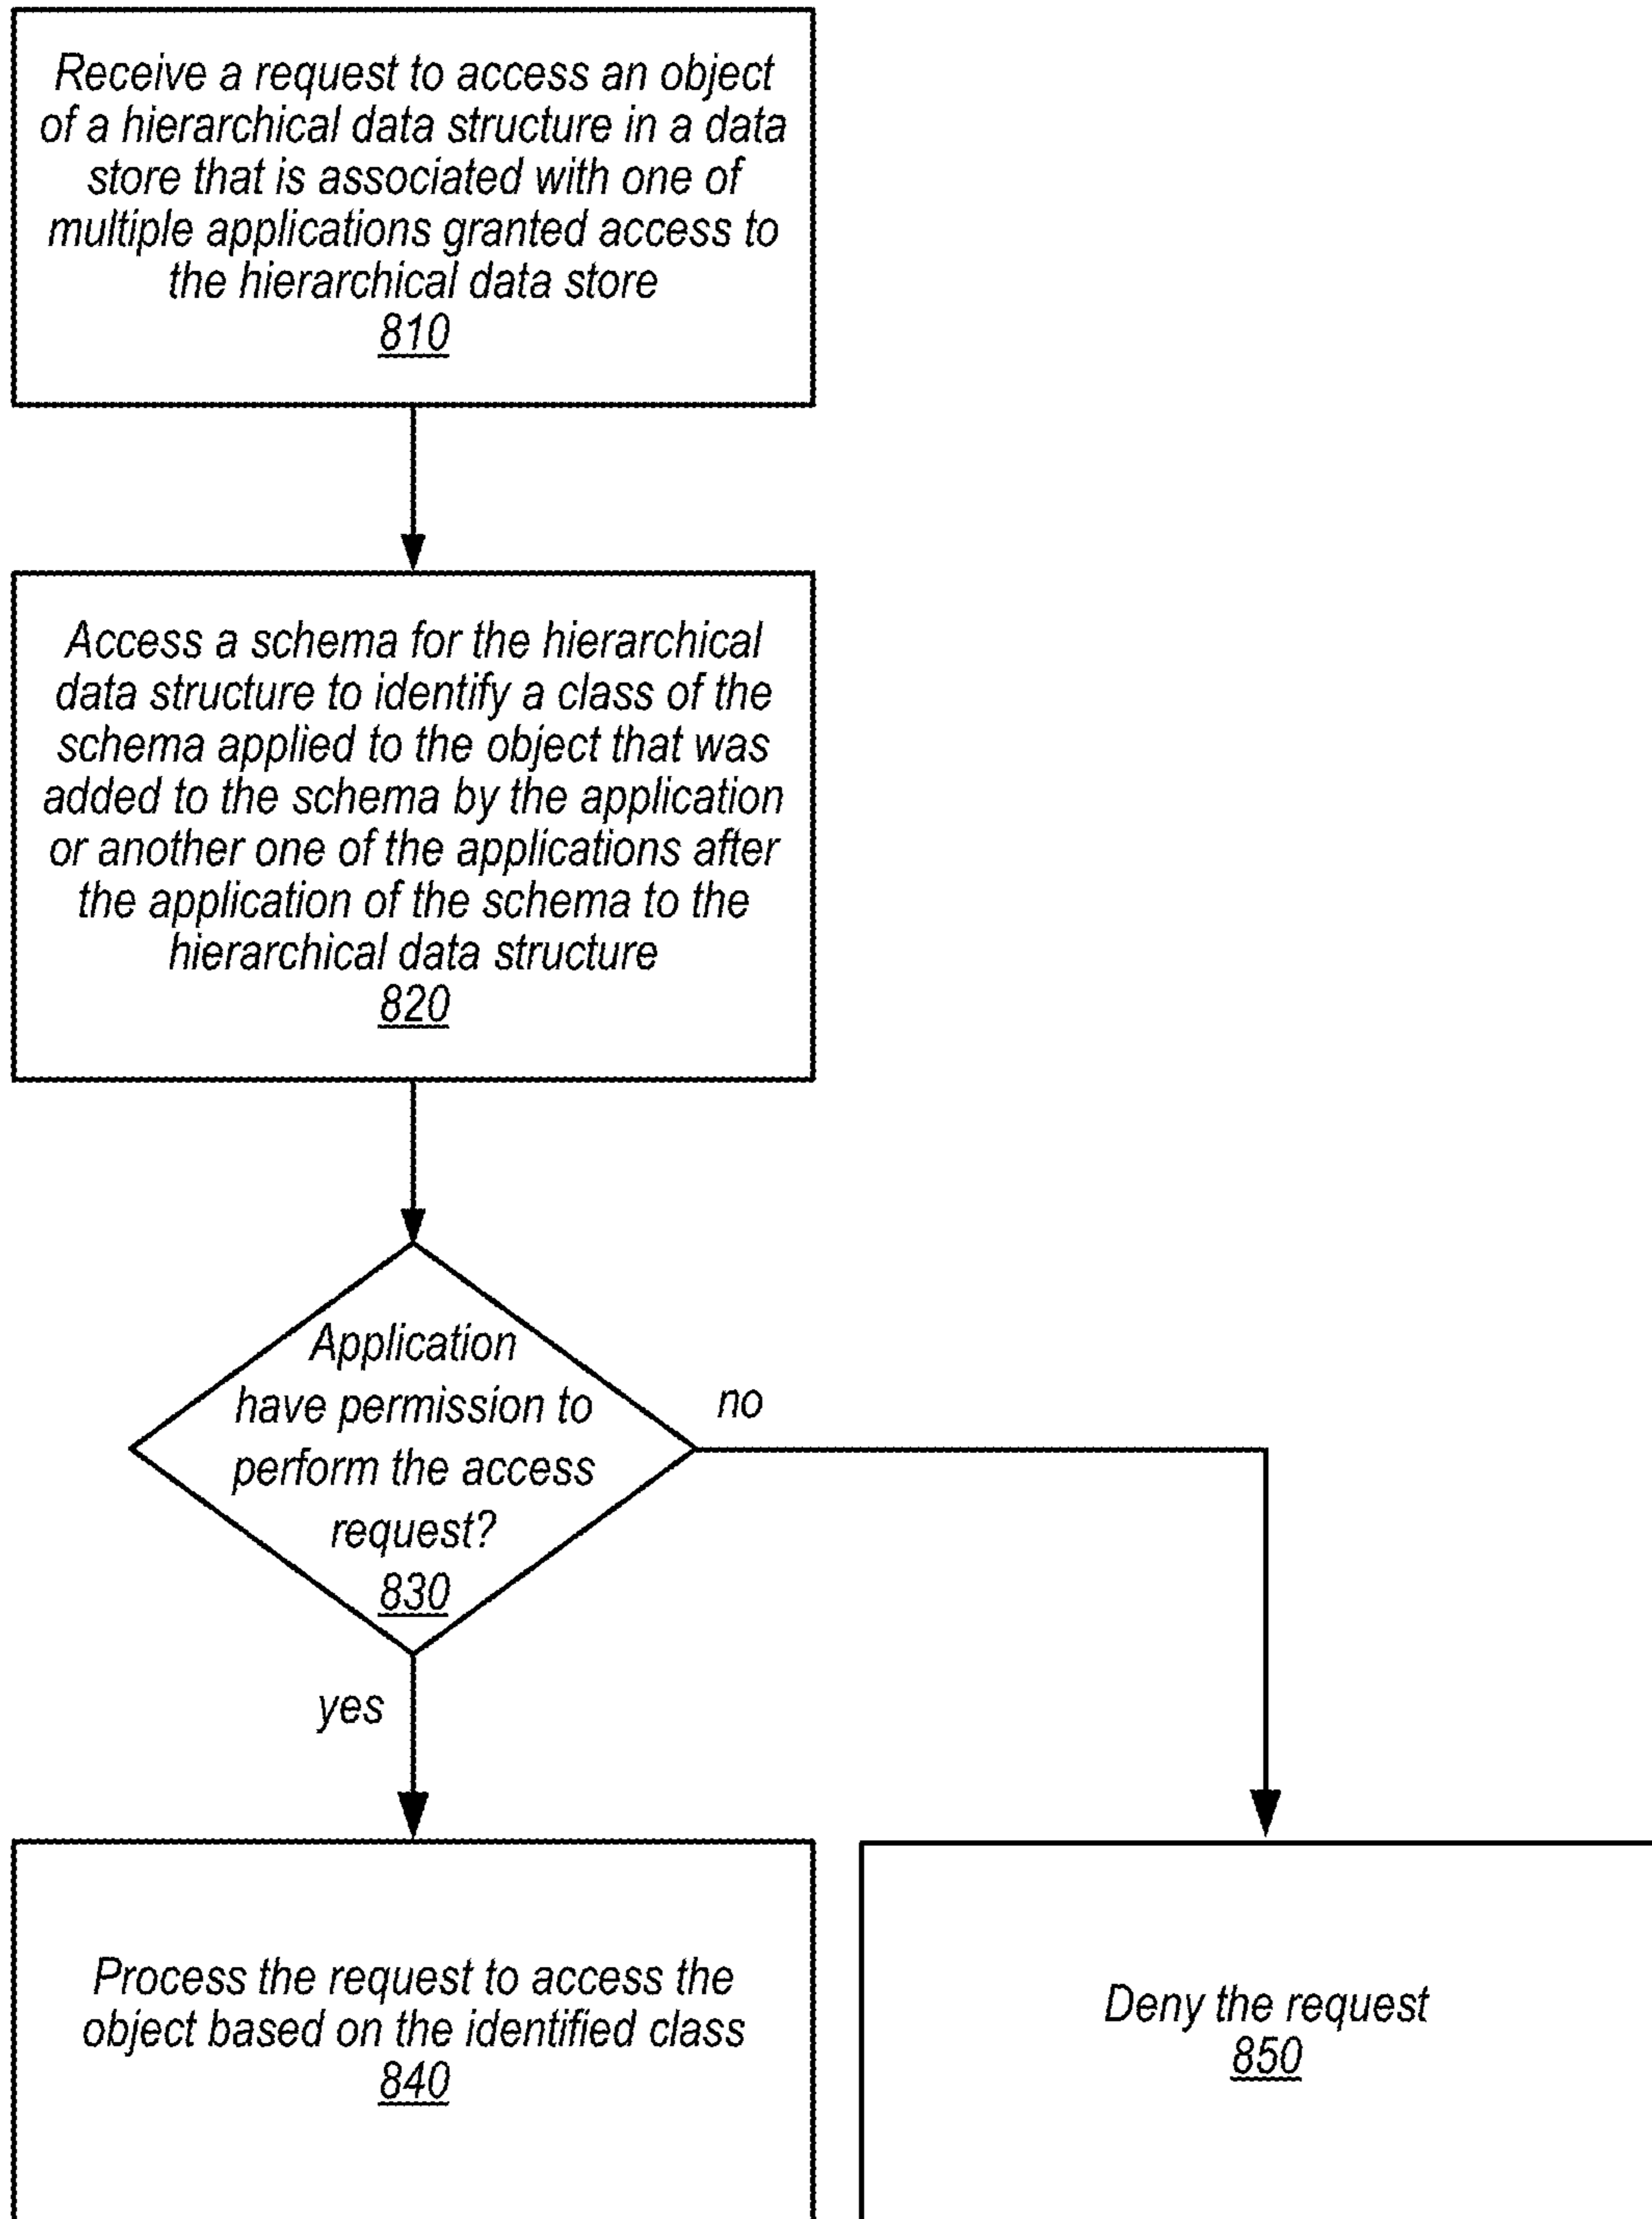 Receive a request to access an object
of a hierarchical data structure in a data
store that is associated with one of
multiple applications granted access to
the hierarchical data store
810
Access a schema for the hierarchical
data structure to identify a class of the
schema applied to the object that was
added to the schema by the application
or another one of the applications after
the application of the schema to the
hierarchical data structure
820
Application
have permission to
perform the access
request?
830
no
yes
Process the request to access the
object based on the identified class
840
Deny the request
850